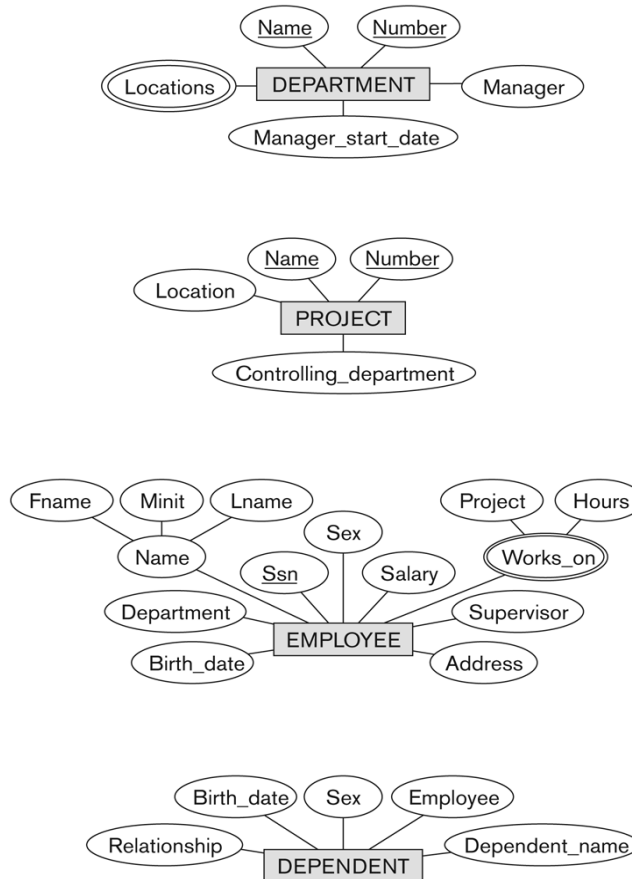 Name
Number
Locations
DEPARTMENT
Manager
Manager_start_date
Name
Number
Location
PROJECT
Controlling_department
Fname
Minit
Lname
Project
Hours
Sex
Name
Works_on
Ssn
Salary
Department
Supervisor
EMPLOYEE
Birth_date
Address
Birth_date
Sex
Employee
Relationship
Dependent_name
DEPENDENT